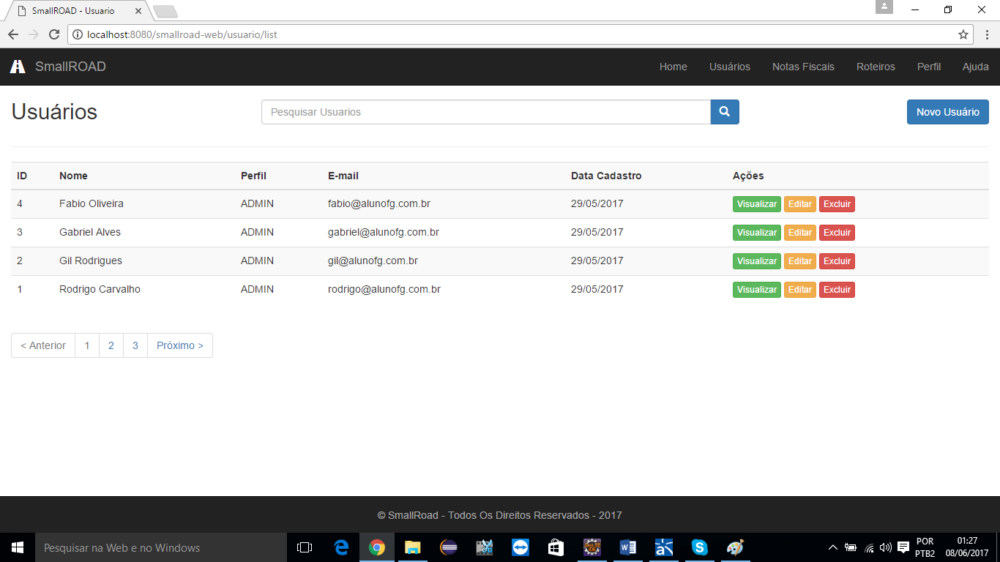 SmallROAD - Usuario
localhost:8080/smallroad-web/usuario/list
SmallROAD Home Usuários Notas Fiscais Roteiros Perfil Ajuda
Usuários Pesquisar Usuarios Novo Usuário
ID Nome Perfil E-mail Data Cadastro Ações
4 Fabio Oliveira ADMIN fabio@alunofg.com.br 29/05/2017 Visualizar Editar Excluir
3 Gabriel Alves ADMIN gabriel@alunofg.com.br 29/05/2017 Visualizar Editar Excluir
2 Gil Rodrigues ADMIN gil@alunofg.com.br 29/05/2017 Visualizar Editar Excluir
1 Rodrigo Carvalho ADMIN rodrigo@alunofg.com.br 29/05/2017 Visualizar Editar Excluir
< Anterior 1 2 3 Próximo >
© SmallRoad - Todos Os Direitos Reservados - 2017
Pesquisar na Web e no Windows
Java EE
IDE
POR
PTB2
01:27
08/06/2017